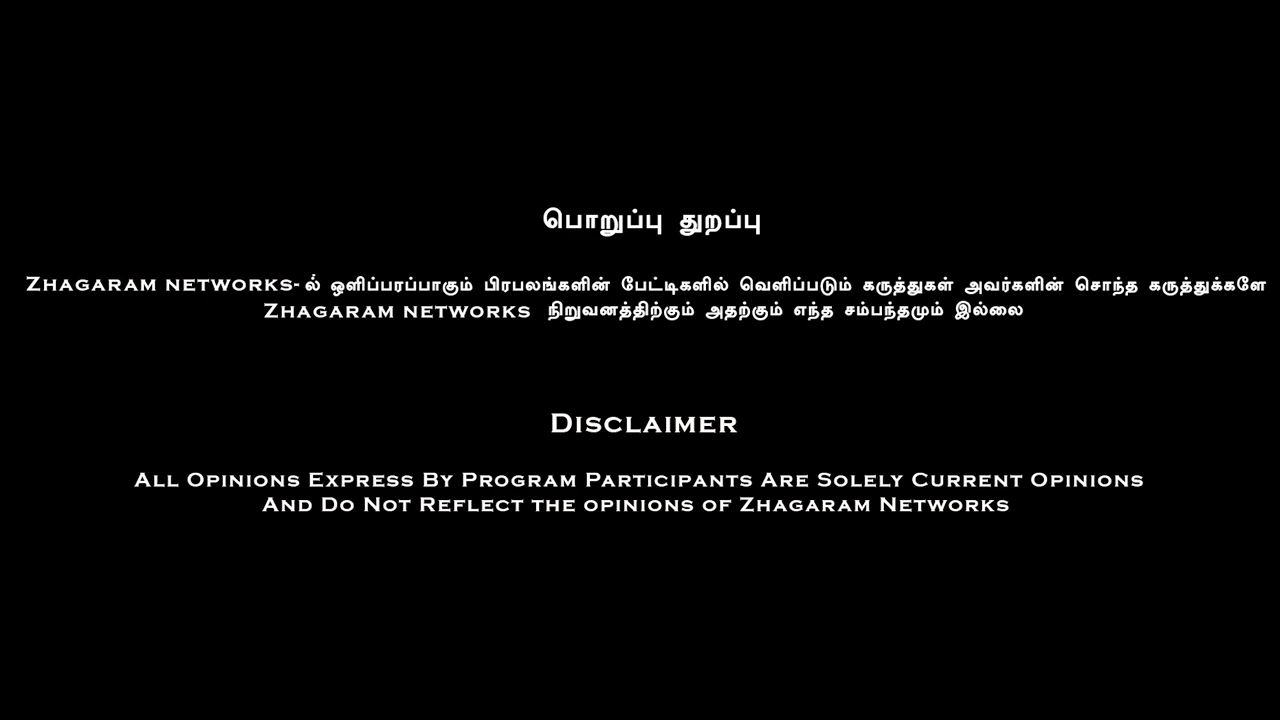 பொறுப்பு துறப்பு
Zhagaram networks-ல் ஒளிப்பரப்பாகும் பிரபலங்களின் பேட்டிகளில் வெளிப்படும் கருத்துகள் அவர்களின் சொந்த கருத்துக்களே
Zhagaram networks நிறுவனத்திற்கும் அதற்கும் எந்த சம்பந்தமும் இல்லை
Disclaimer
All Opinions Express By Program Participants Are Solely Current Opinions
And Do Not Reflect the opinions of Zhagaram Networks